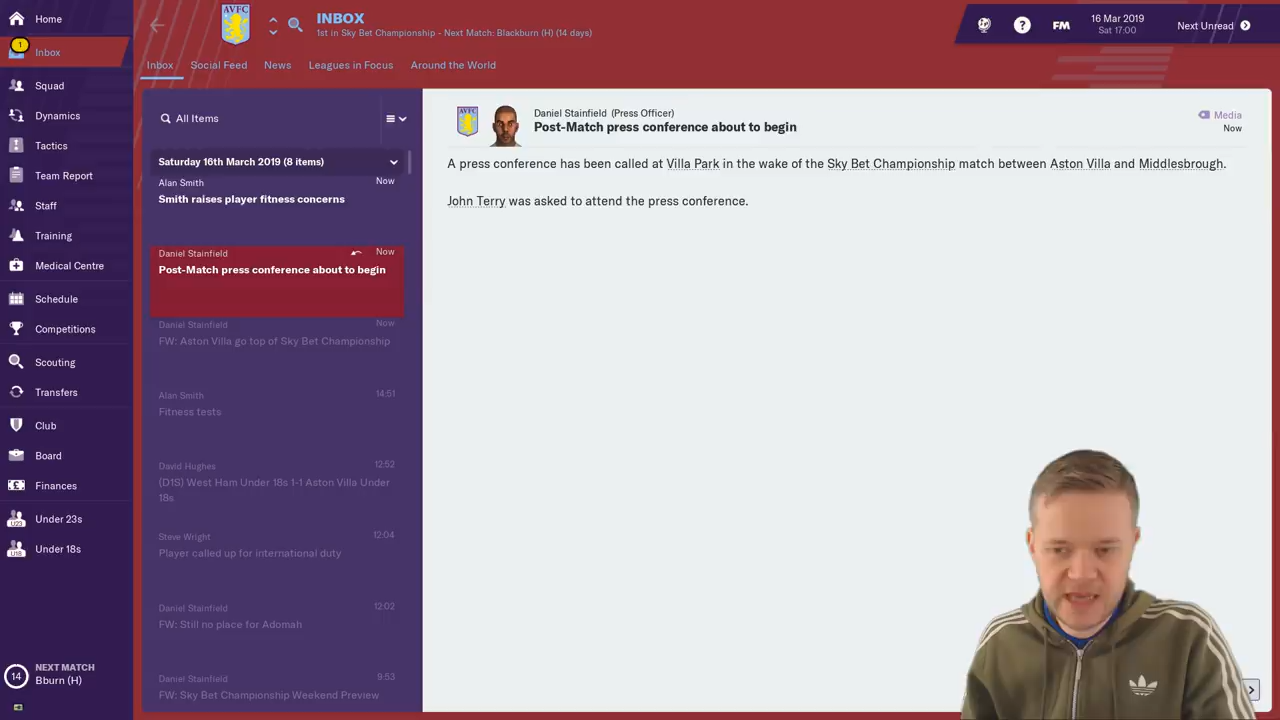 Home
1
Inbox
Squad
Dynamics
Tactics
Team Report
Staff
Training
Medical Centre
Schedule
Competitions
Scouting
Transfers
Club
Board
Finances
U23
Under 23s
U18
Under 18s
NEXT MATCH
14
Bburn (H)
AVFC
INBOX
1st in Sky Bet Championship - Next Match: Blackburn (H) (14 days)
?
FM
16 Mar 2019
Sat 17:00
Next Unread
Inbox Social Feed News Leagues in Focus Around the World
All Items
Saturday 16th March 2019 (8 items)
Alan Smith Now
Smith raises player fitness concerns
Daniel Stainfield Now
Post-Match press conference about to begin
Daniel Stainfield Now
FW: Aston Villa go top of Sky Bet Championship
Alan Smith 14:51
Fitness tests
David Hughes 12:52
(D1S) West Ham Under 18s 1-1 Aston Villa Under
18s
Steve Wright 12:04
Player called up for international duty
Daniel Stainfield 12:02
FW: Still no place for Adomah
Daniel Stainfield 9:53
FW: Sky Bet Championship Weekend Preview
AVFC
Daniel Stainfield (Press Officer)
Post-Match press conference about to begin
Media
Now
A press conference has been called at Villa Park in the wake of the Sky Bet Championship match between Aston Villa and Middlesbrough.
John Terry was asked to attend the press conference.